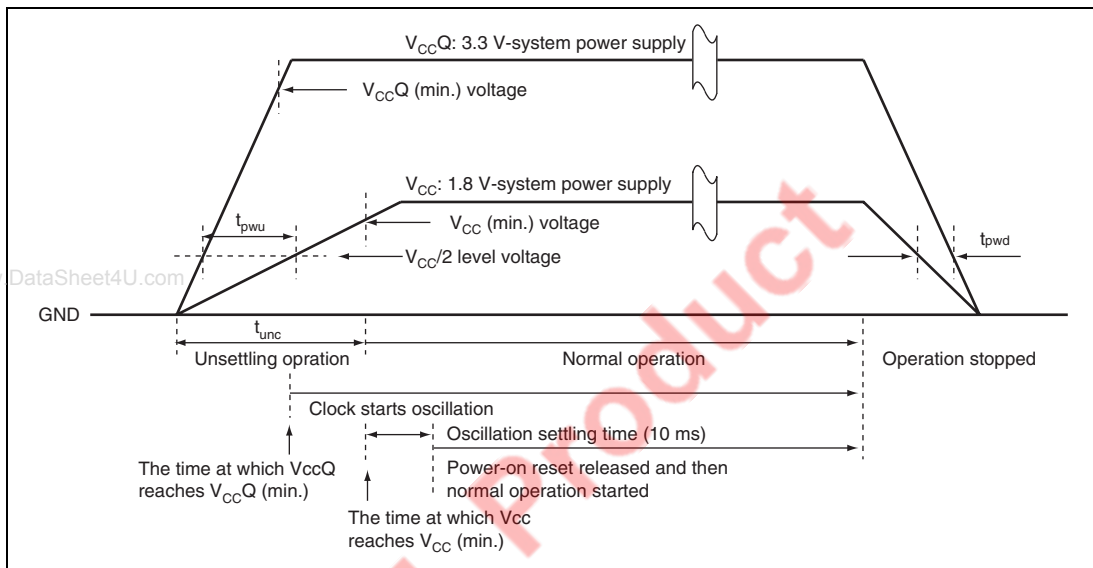 VCCQ: 3.3 V-system power supply
VCCQ (min.) voltage
VCC: 1.8 V-system power supply
tpwu
VCC (min.) voltage
VCC/2 level voltage
tpwd
DataSheet4U.com
GND
tunc
Unsettling opration
Normal operation
Operation stopped
Clock starts oscillation
Oscillation settling time (10 ms)
The time at which VccQ
reaches VCCQ (min.)
Power-on reset released and then
normal operation started
The time at which Vcc
reaches VCC (min.)
Product